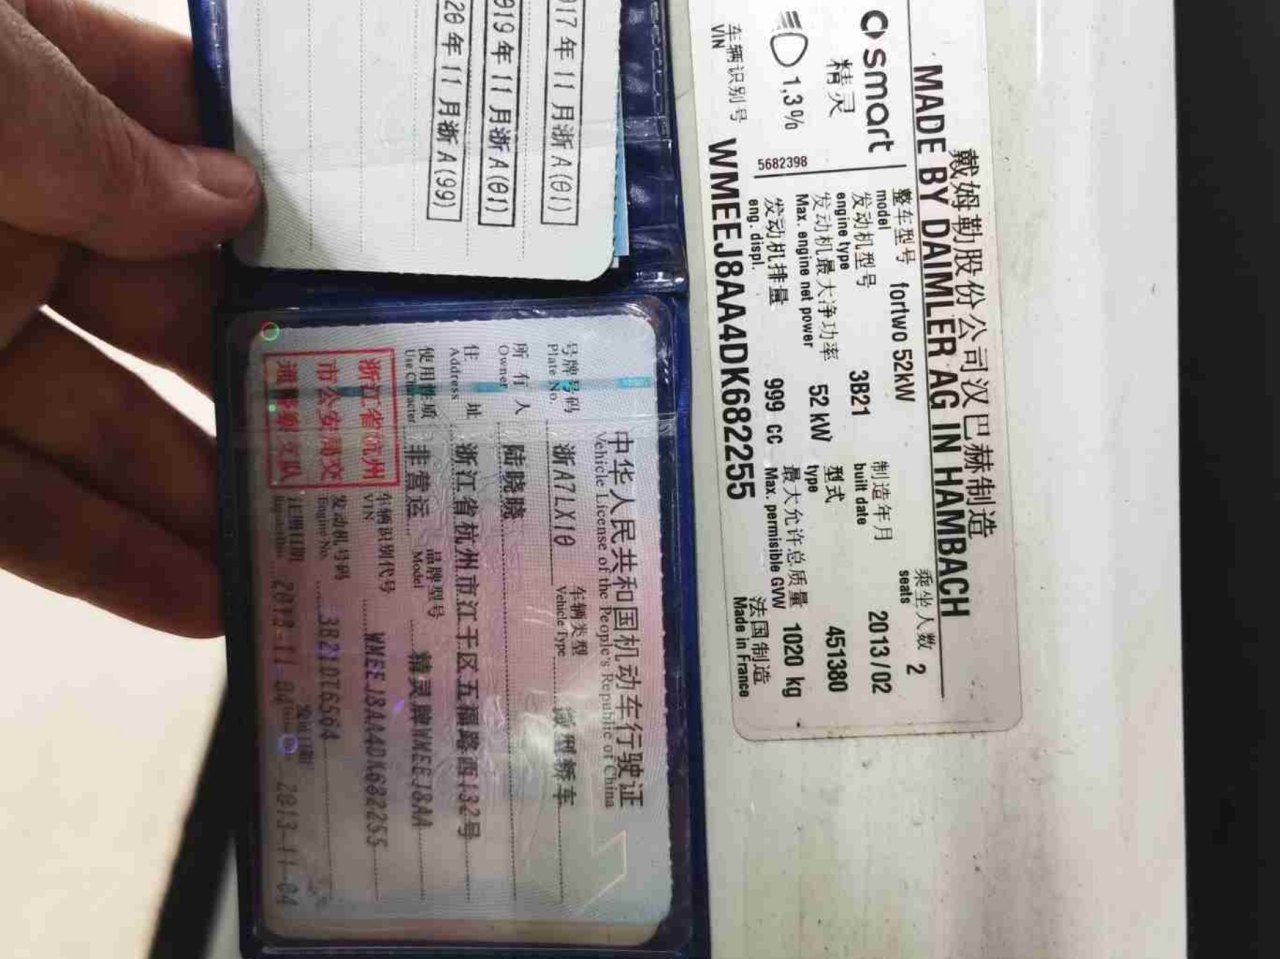 戴姆勒股份公司汉巴赫制造
MADE BY DAIMLER AG IN HAMBACH
smart
精灵
1,3%
5682398
整车型号 model fortwo 52kW
乘坐人数 seats 2
发动机型号 engine type 3B21
制造年月 built date 2013/02
发动机最大净功率 Max. engine net power 52 kW
型式 type 451380
发动机排量 eng. displ. 999 CC
最大允许总质量 Max. permisible GVW 1020 kg
车辆识别号 VIN WMEEJ8AA4DK682255
法国制造 Made in France
17年11月浙A(01)
019年11月浙A(01)
20年11月浙A(99)
中华人民共和国机动车行驶证
Vehicle License of the People's Republic of China
号牌号码 Plate No. 浙A7LX10
车辆类型 Vehicle Type 微型轿车
所有人 Owner 陆晓晓
住址 Address 浙江省杭州市江干区五福路西132号
使用性质 Use Character 非营运
品牌型号 Model 精灵牌WMEEJ8AA
浙江省杭州
市公安局交
通警察支队
车辆识别代号 VIN WMEEJ8AA4DK682255
发动机号码 Engine No. 3B210T6564
注册日期 2013-11-04
2013-11-04